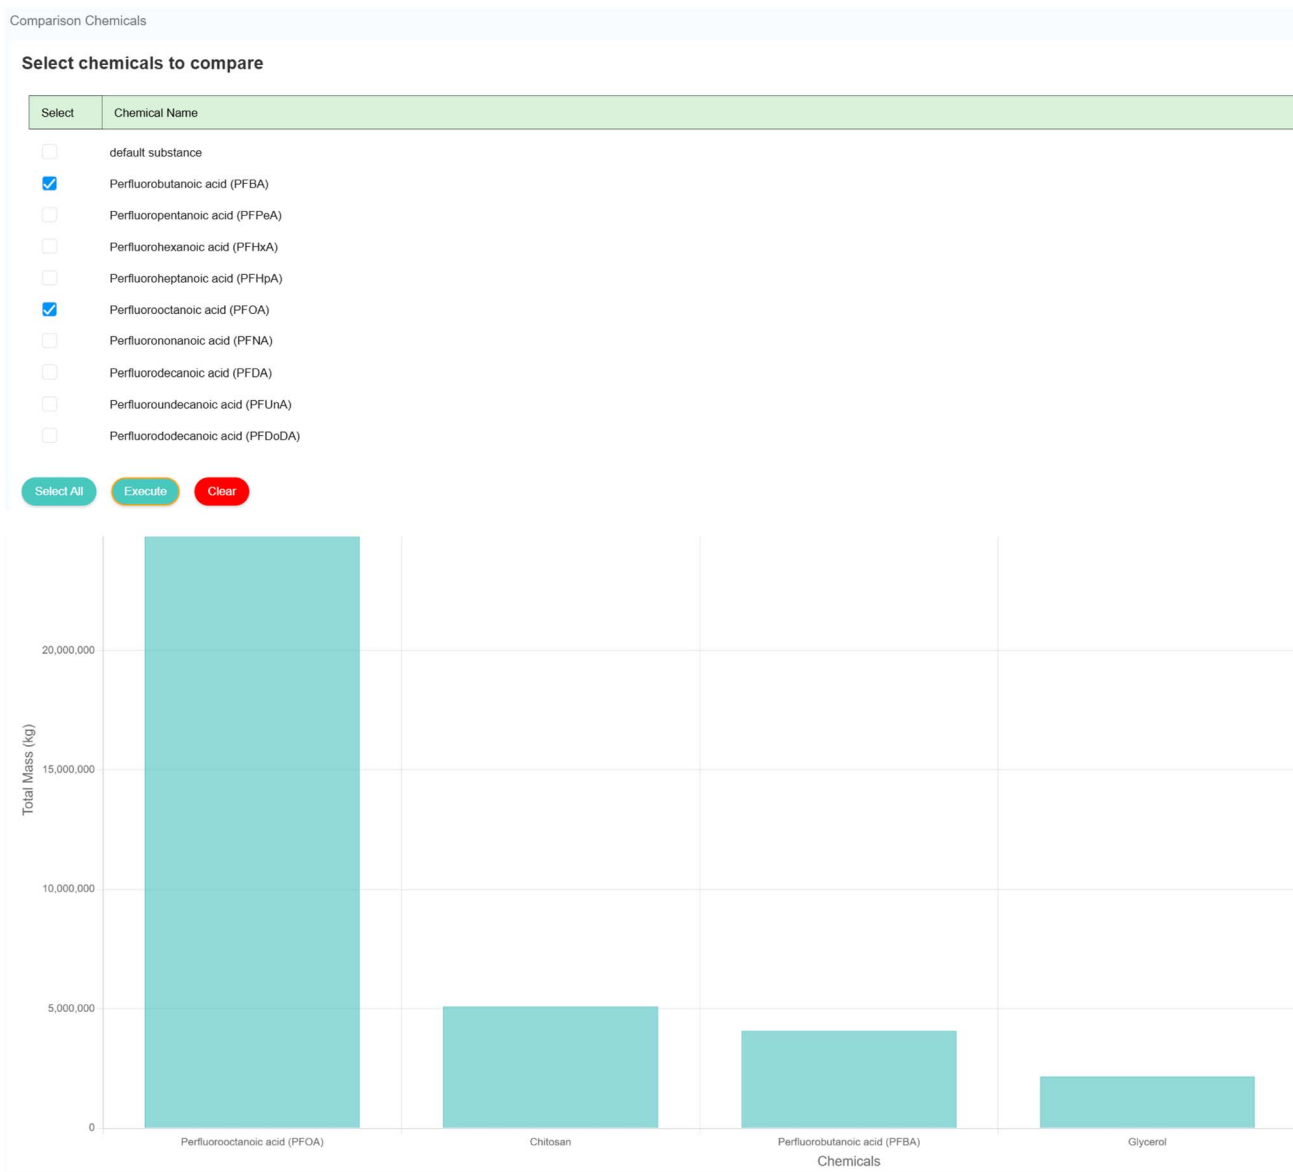 Comparison Chemicals
Select chemicals to compare
Select Chemical Name
default substance
Perfluorobutanoic acid (PFBA)
Perfluoropentanoic acid (PFPeA)
Perfluorohexanoic acid (PFHxA)
Perfluoroheptanoic acid (PFHpA)
Perfluorooctanoic acid (PFOA)
Perfluorononanoic acid (PFNA)
Perfluorodecanoic acid (PFDA)
Perfluoroundecanoic acid (PFUnA)
Perfluorododecanoic acid (PFDoDA)
Select All Execute Clear
20,000,000
15,000,000
10,000,000
5,000,000
0
Total Mass (kg)
Perfluorooctanoic acid (PFOA) Chitosan Perfluorobutanoic acid (PFBA) Glycerol
Chemicals